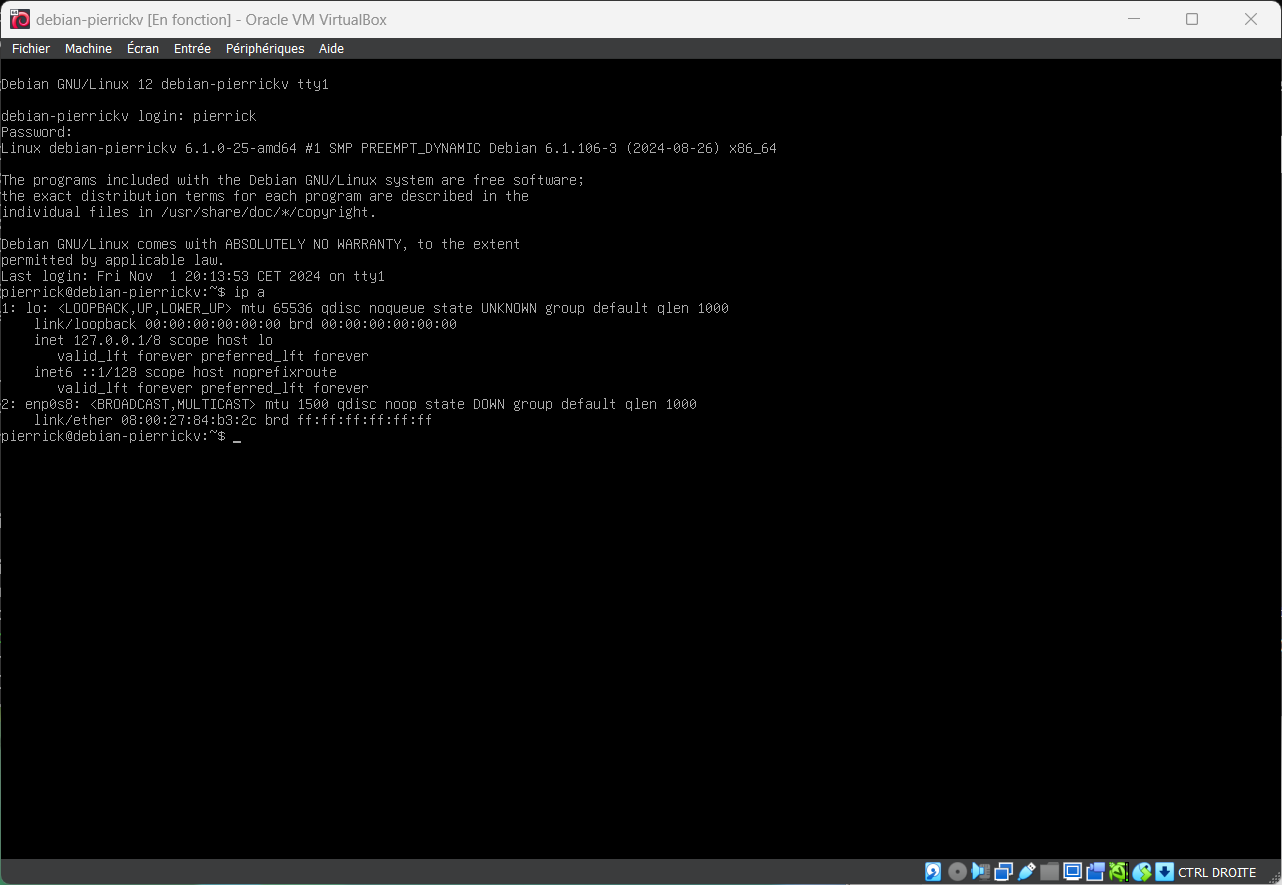 debian-pierrickv [En fonction] - Oracle VM VirtualBox
Fichier Machine Écran Entrée Périphériques Aide
Debian GNU/Linux 12 debian-pierrickv tty1
debian-pierrickv login: pierrick
Password:
Linux debian-pierrickv 6.1.0-25-amd64 #1 SMP PREEMPT_DYNAMIC Debian 6.1.106-3 (2024-08-26) x86_64
The programs included with the Debian GNU/Linux system are free software;
the exact distribution terms for each program are described in the
individual files in /usr/share/doc/*/copyright.
Debian GNU/Linux comes with ABSOLUTELY NO WARRANTY, to the extent
permitted by applicable law.
Last login: Fri Nov  1 20:13:53 CET 2024 on tty1
pierrick@debian-pierrickv:~$ ip a
1: lo: <LOOPBACK,UP,LOWER_UP> mtu 65536 qdisc noqueue state UNKNOWN group default qlen 1000
    link/loopback 00:00:00:00:00:00 brd 00:00:00:00:00:00
    inet 127.0.0.1/8 scope host lo
       valid_lft forever preferred_lft forever
    inet6 ::1/128 scope host noprefixroute
       valid_lft forever preferred_lft forever
2: enp0s8: <BROADCAST,MULTICAST> mtu 1500 qdisc noop state DOWN group default qlen 1000
    link/ether 08:00:27:84:b3:2c brd ff:ff:ff:ff:ff:ff
pierrick@debian-pierrickv:~$ _
CTRL DROITE